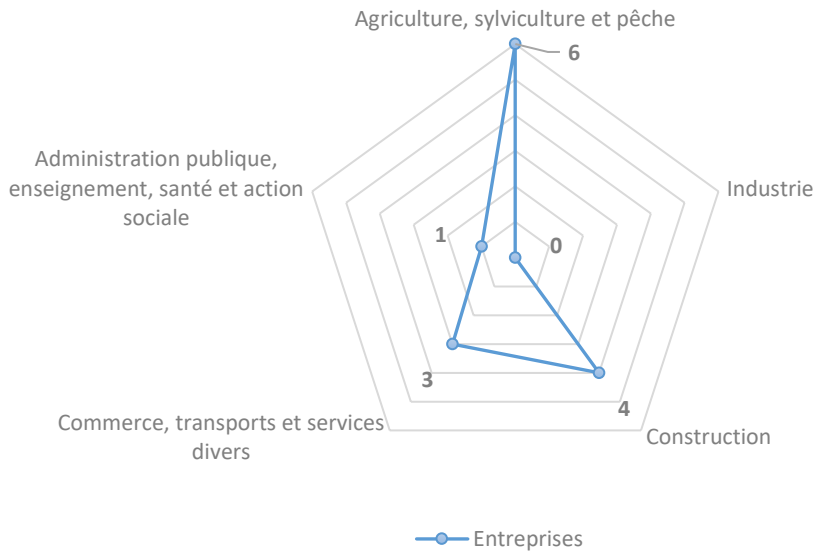 Agriculture, sylviculture et pêche
6
Administration publique,
enseignement, santé et action
sociale
Industrie
1
0
3
4
Commerce, transports et services
divers
Construction
Entreprises